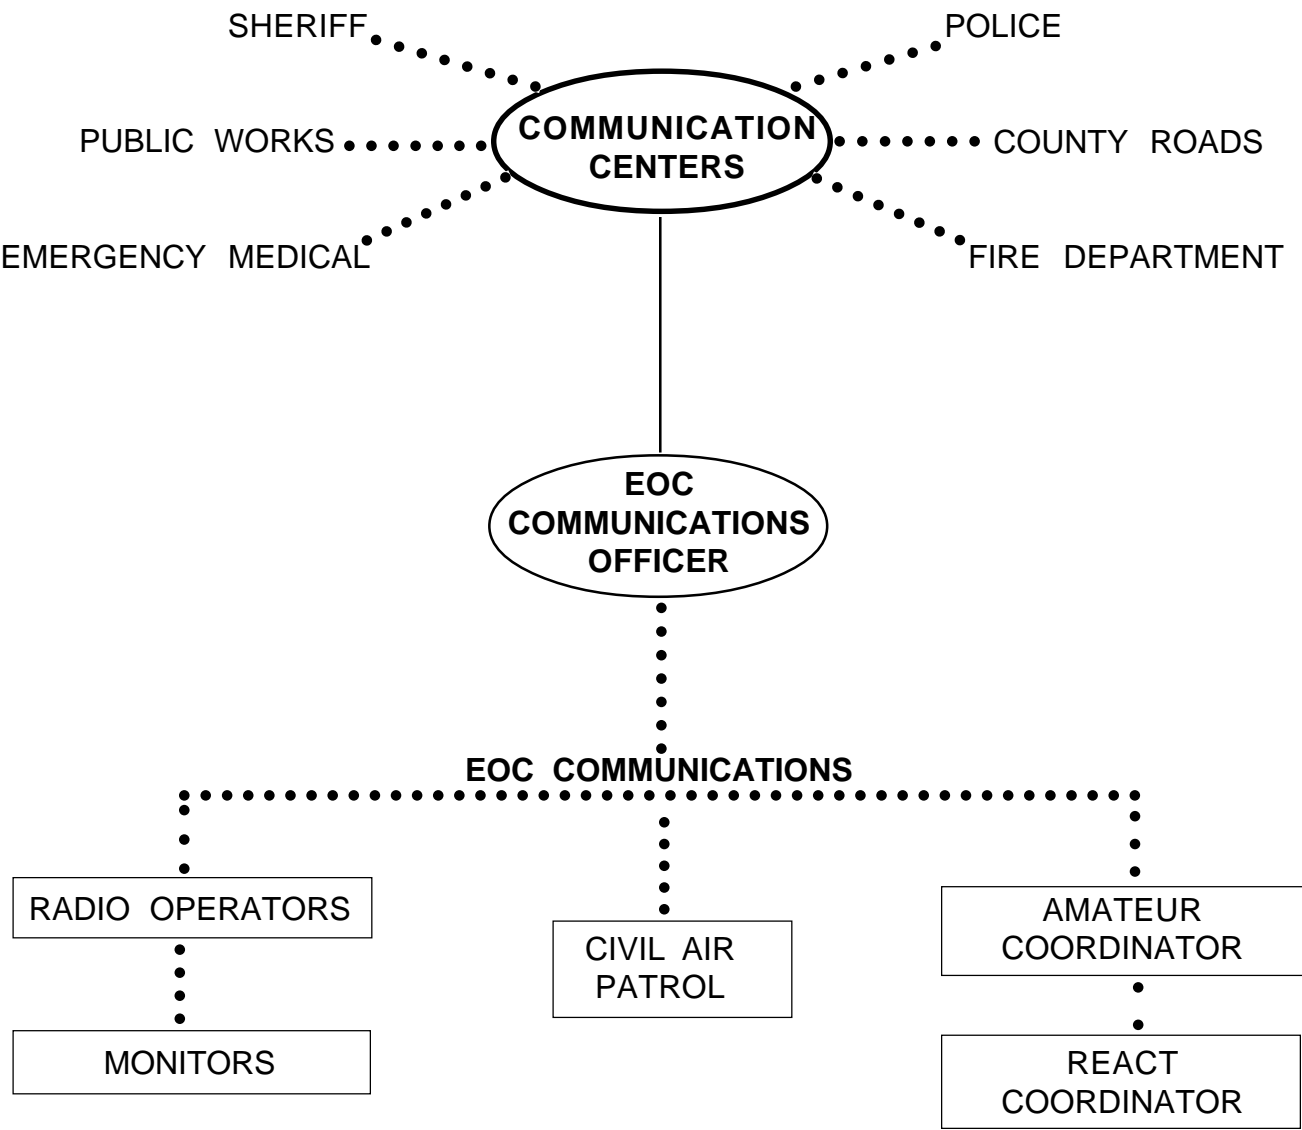 SHERIFF
POLICE
COMMUNICATION
CENTERS
PUBLIC WORKS
COUNTY ROADS
EMERGENCY MEDICAL
FIRE DEPARTMENT
EOC
COMMUNICATIONS
OFFICER
EOC COMMUNICATIONS
RADIO OPERATORS
CIVIL AIR
PATROL
AMATEUR
COORDINATOR
MONITORS
REACT
COORDINATOR